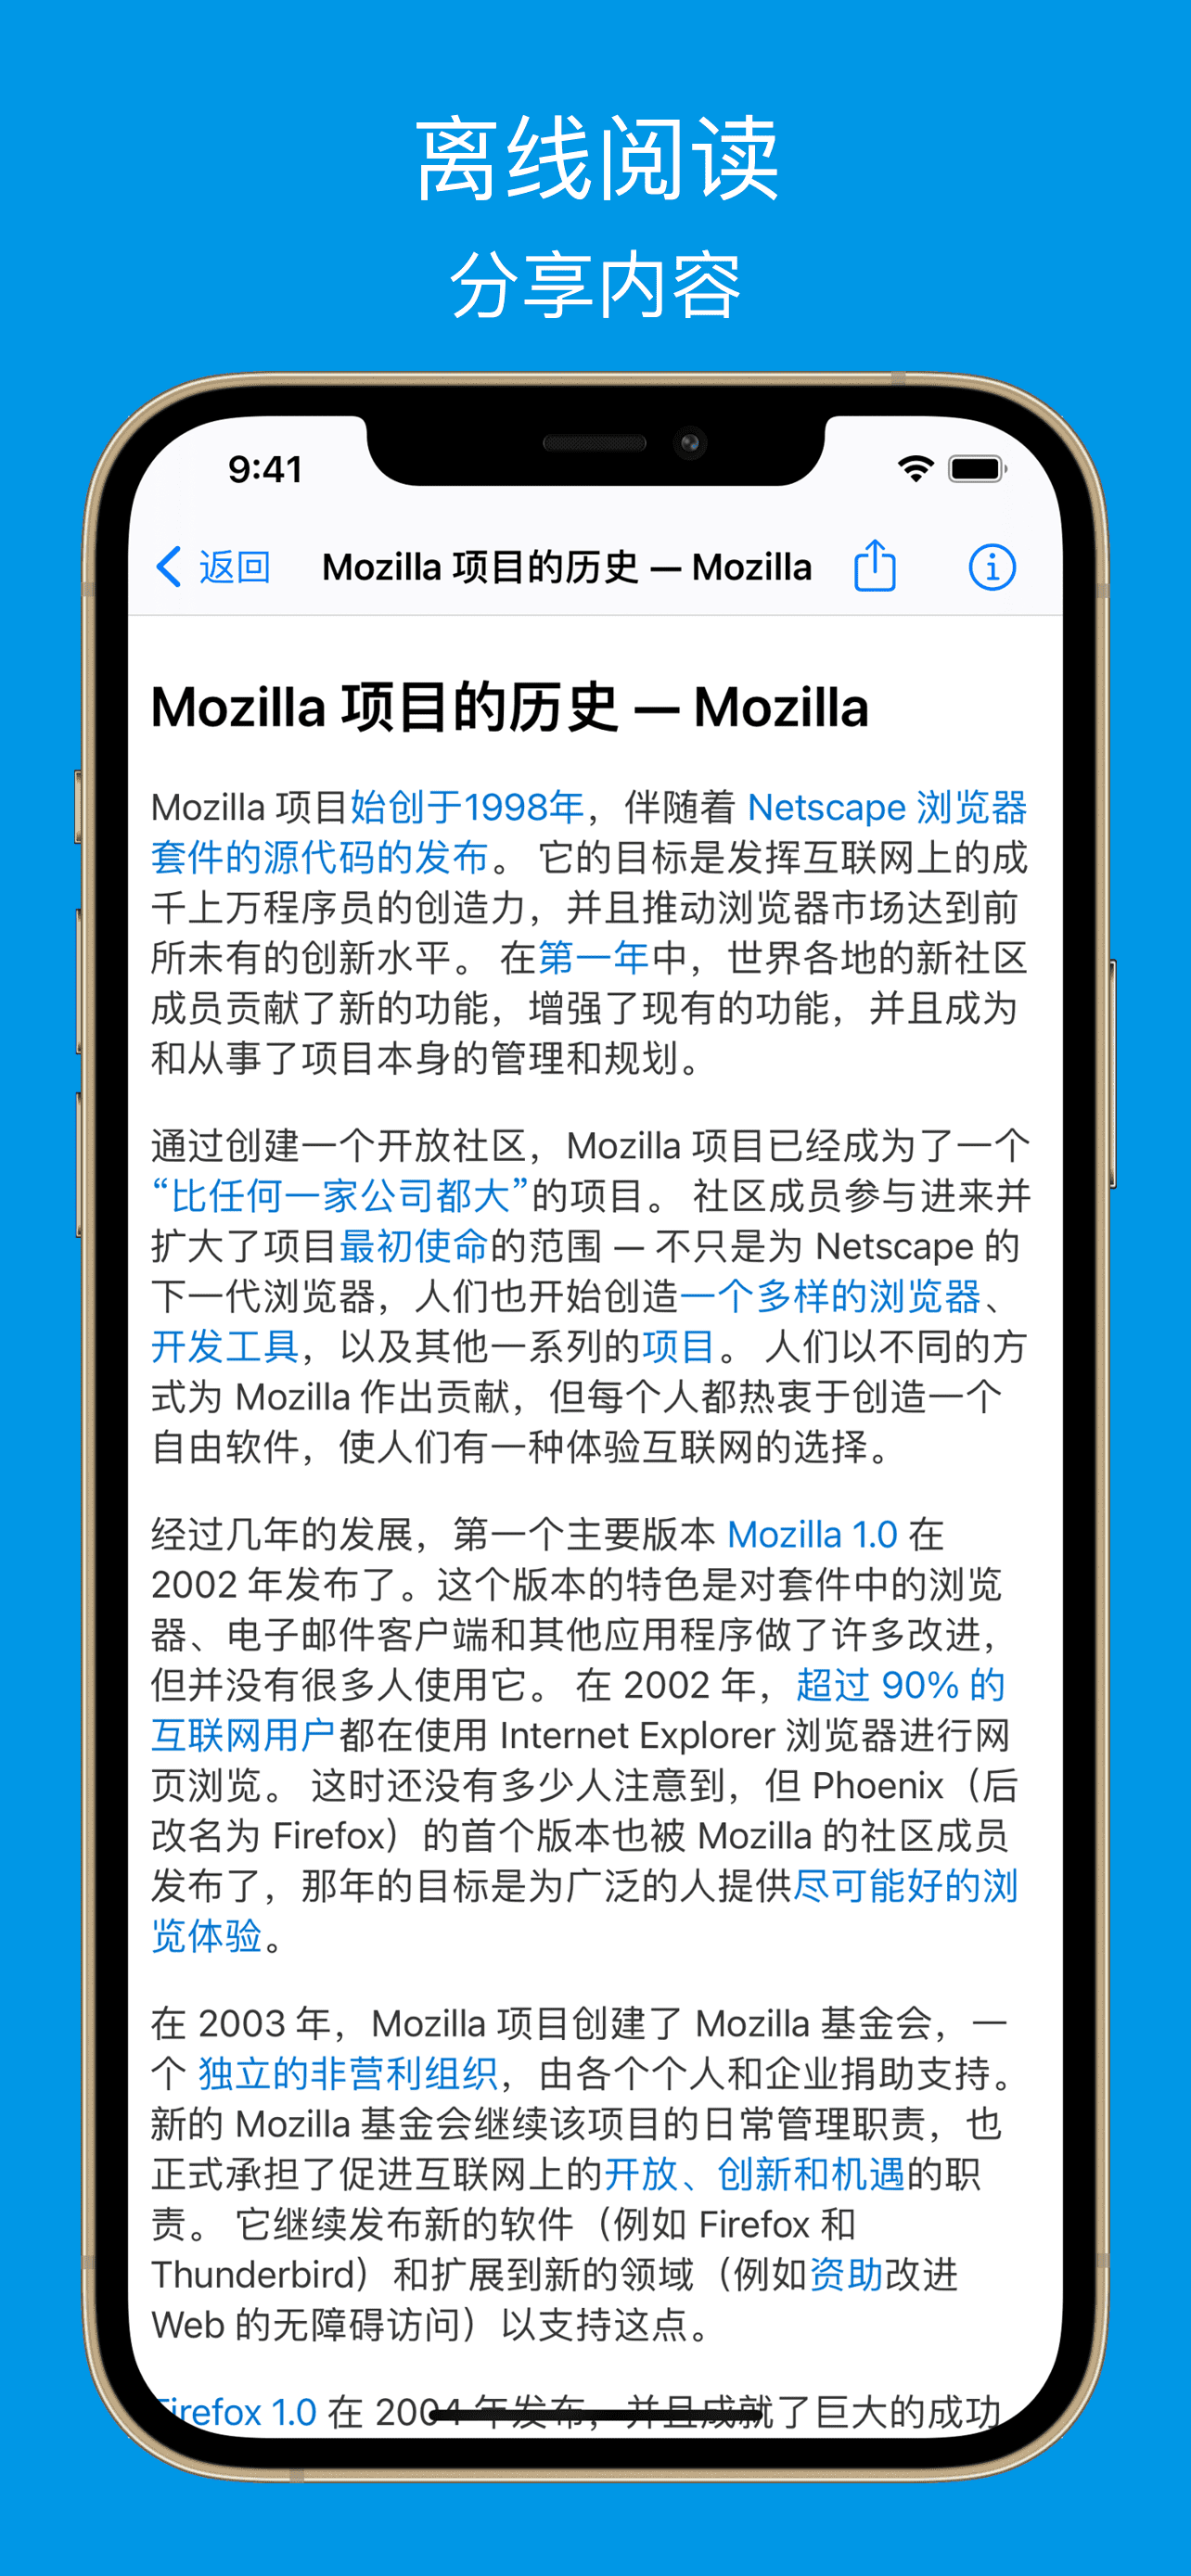 离线阅读
分享内容
9:41
返回
Mozilla 项目的历史 — Mozilla
Mozilla 项目的历史 — Mozilla
Mozilla 项目始创于1998年，伴随着 Netscape 浏览器
套件的源代码的发布。 它的目标是发挥互联网上的成
千上万程序员的创造力，并且推动浏览器市场达到前
所未有的创新水平。 在第一年中，世界各地的新社区
成员贡献了新的功能，增强了现有的功能，并且成为
和从事了项目本身的管理和规划。
通过创建一个开放社区，Mozilla 项目已经成为了一个
“比任何一家公司都大”的项目。 社区成员参与进来并
扩大了项目最初使命的范围 — 不只是为 Netscape 的
下一代浏览器，人们也开始创造一个多样的浏览器、
开发工具，以及其他一系列的项目。 人们以不同的方
式为 Mozilla 作出贡献，但每个人都热衷于创造一个
自由软件，使人们有一种体验互联网的选择。
经过几年的发展，第一个主要版本 Mozilla 1.0 在
2002 年发布了。这个版本的特色是对套件中的浏览
器、电子邮件客户端和其他应用程序做了许多改进，
但并没有很多人使用它。 在 2002 年，超过 90% 的
互联网用户都在使用 Internet Explorer 浏览器进行网
页浏览。 这时还没有多少人注意到，但 Phoenix（后
改名为 Firefox）的首个版本也被 Mozilla 的社区成员
发布了，那年的目标是为广泛的人提供尽可能好的浏
览体验。
在 2003 年，Mozilla 项目创建了 Mozilla 基金会，一
个 独立的非营利组织，由各个个人和企业捐助支持。
新的 Mozilla 基金会继续该项目的日常管理职责，也
正式承担了促进互联网上的开放、创新和机遇的职
责。 它继续发布新的软件（例如 Firefox 和
Thunderbird）和扩展到新的领域（例如资助改进
Web 的无障碍访问）以支持这点。
Firefox 1.0 在 2004 年发布，并且成就了巨大的成功